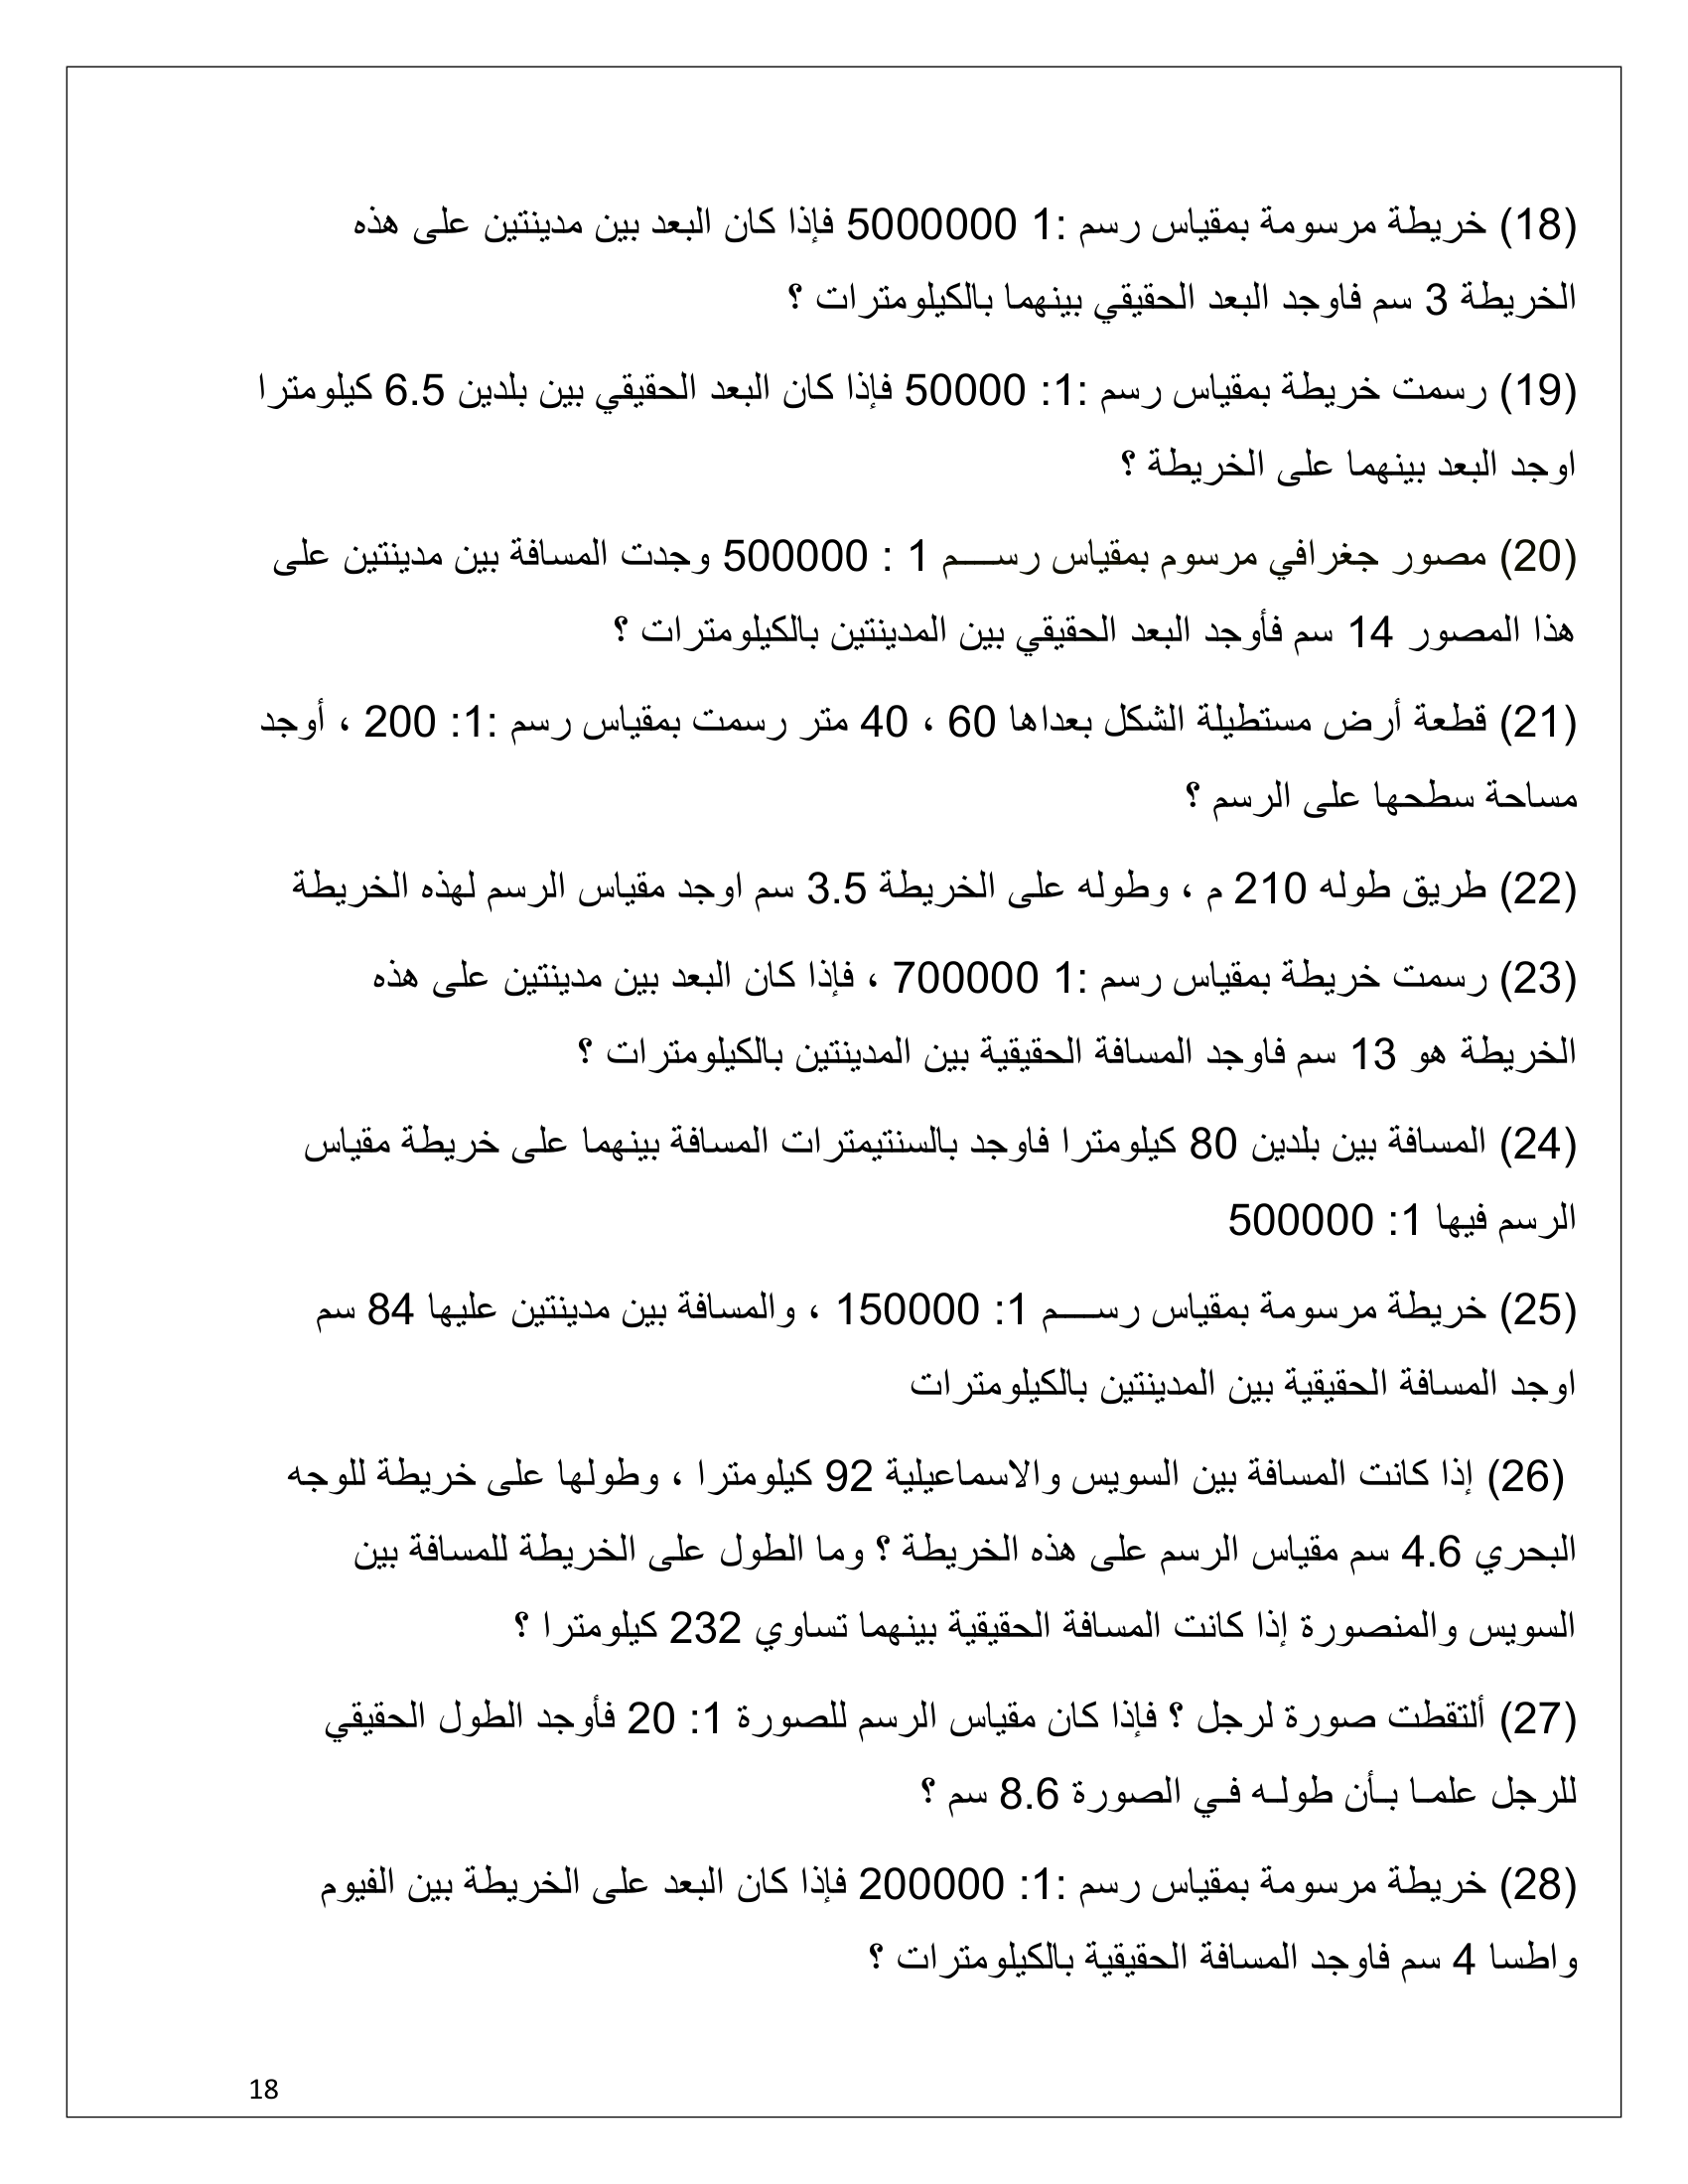 (18) خريطة مرسومة بمقياس رسم :1 5000000 فإذا كان البعد بين مدينتين على هذه
الخريطة 3 سم فاوجد البعد الحقيقي بينهما بالكيلومترات ؟
(19) رسمت خريطة بمقياس رسم :1: 50000 فإذا كان البعد الحقيقي بين بلدين 6.5 كيلومترا
اوجد البعد بينهما على الخريطة ؟
(20) مصور جغرافي مرسوم بمقياس رســـم 1 : 500000 وجدت المسافة بين مدينتين على
هذا المصور 14 سم فأوجد البعد الحقيقي بين المدينتين بالكيلومترات ؟
(21) قطعة أرض مستطيلة الشكل بعداها 60 ، 40 متر رسمت بمقياس رسم :1: 200 ، أوجد
مساحة سطحها على الرسم ؟
(22) طريق طوله 210 م ، وطوله على الخريطة 3.5 سم اوجد مقياس الرسم لهذه الخريطة
(23) رسمت خريطة بمقياس رسم :1 700000 ، فإذا كان البعد بين مدينتين على هذه
الخريطة هو 13 سم فاوجد المسافة الحقيقية بين المدينتين بالكيلومترات ؟
(24) المسافة بين بلدين 80 كيلومترا فاوجد بالسنتيمترات المسافة بينهما على خريطة مقياس
الرسم فيها 1: 500000
(25) خريطة مرسومة بمقياس رســـم 1: 150000 ، والمسافة بين مدينتين عليها 84 سم
اوجد المسافة الحقيقية بين المدينتين بالكيلومترات
(26) إذا كانت المسافة بين السويس والاسماعيلية 92 كيلومترا ، وطولها على خريطة للوجه
البحري 4.6 سم مقياس الرسم على هذه الخريطة ؟ وما الطول على الخريطة للمسافة بين
السويس والمنصورة إذا كانت المسافة الحقيقية بينهما تساوي 232 كيلومترا ؟
(27) ألتقطت صورة لرجل ؟ فإذا كان مقياس الرسم للصورة 1: 20 فأوجد الطول الحقيقي
للرجل علمـا بـأن طولـه فـي الصورة 8.6 سم ؟
(28) خريطة مرسومة بمقياس رسم :1: 200000 فإذا كان البعد على الخريطة بين الفيوم
واطسا 4 سم فاوجد المسافة الحقيقية بالكيلومترات ؟
18